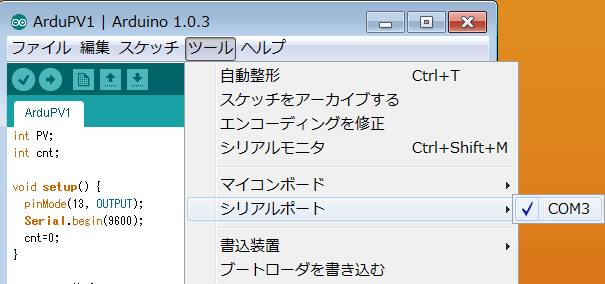 ArduPV1 | Arduino 1.0.3
ファイル 編集 スケッチ ツール ヘルプ
ArduPV1
int PV;
int cnt;
void setup() {
pinMode(13, OUTPUT);
Serial.begin(9600);
cnt=0;
}
自動整形 Ctrl+T
スケッチをアーカイブする
エンコーディングを修正
シリアルモニタ Ctrl+Shift+M
マイコンボード
シリアルポート
COM3
書込装置
ブートローダを書き込む